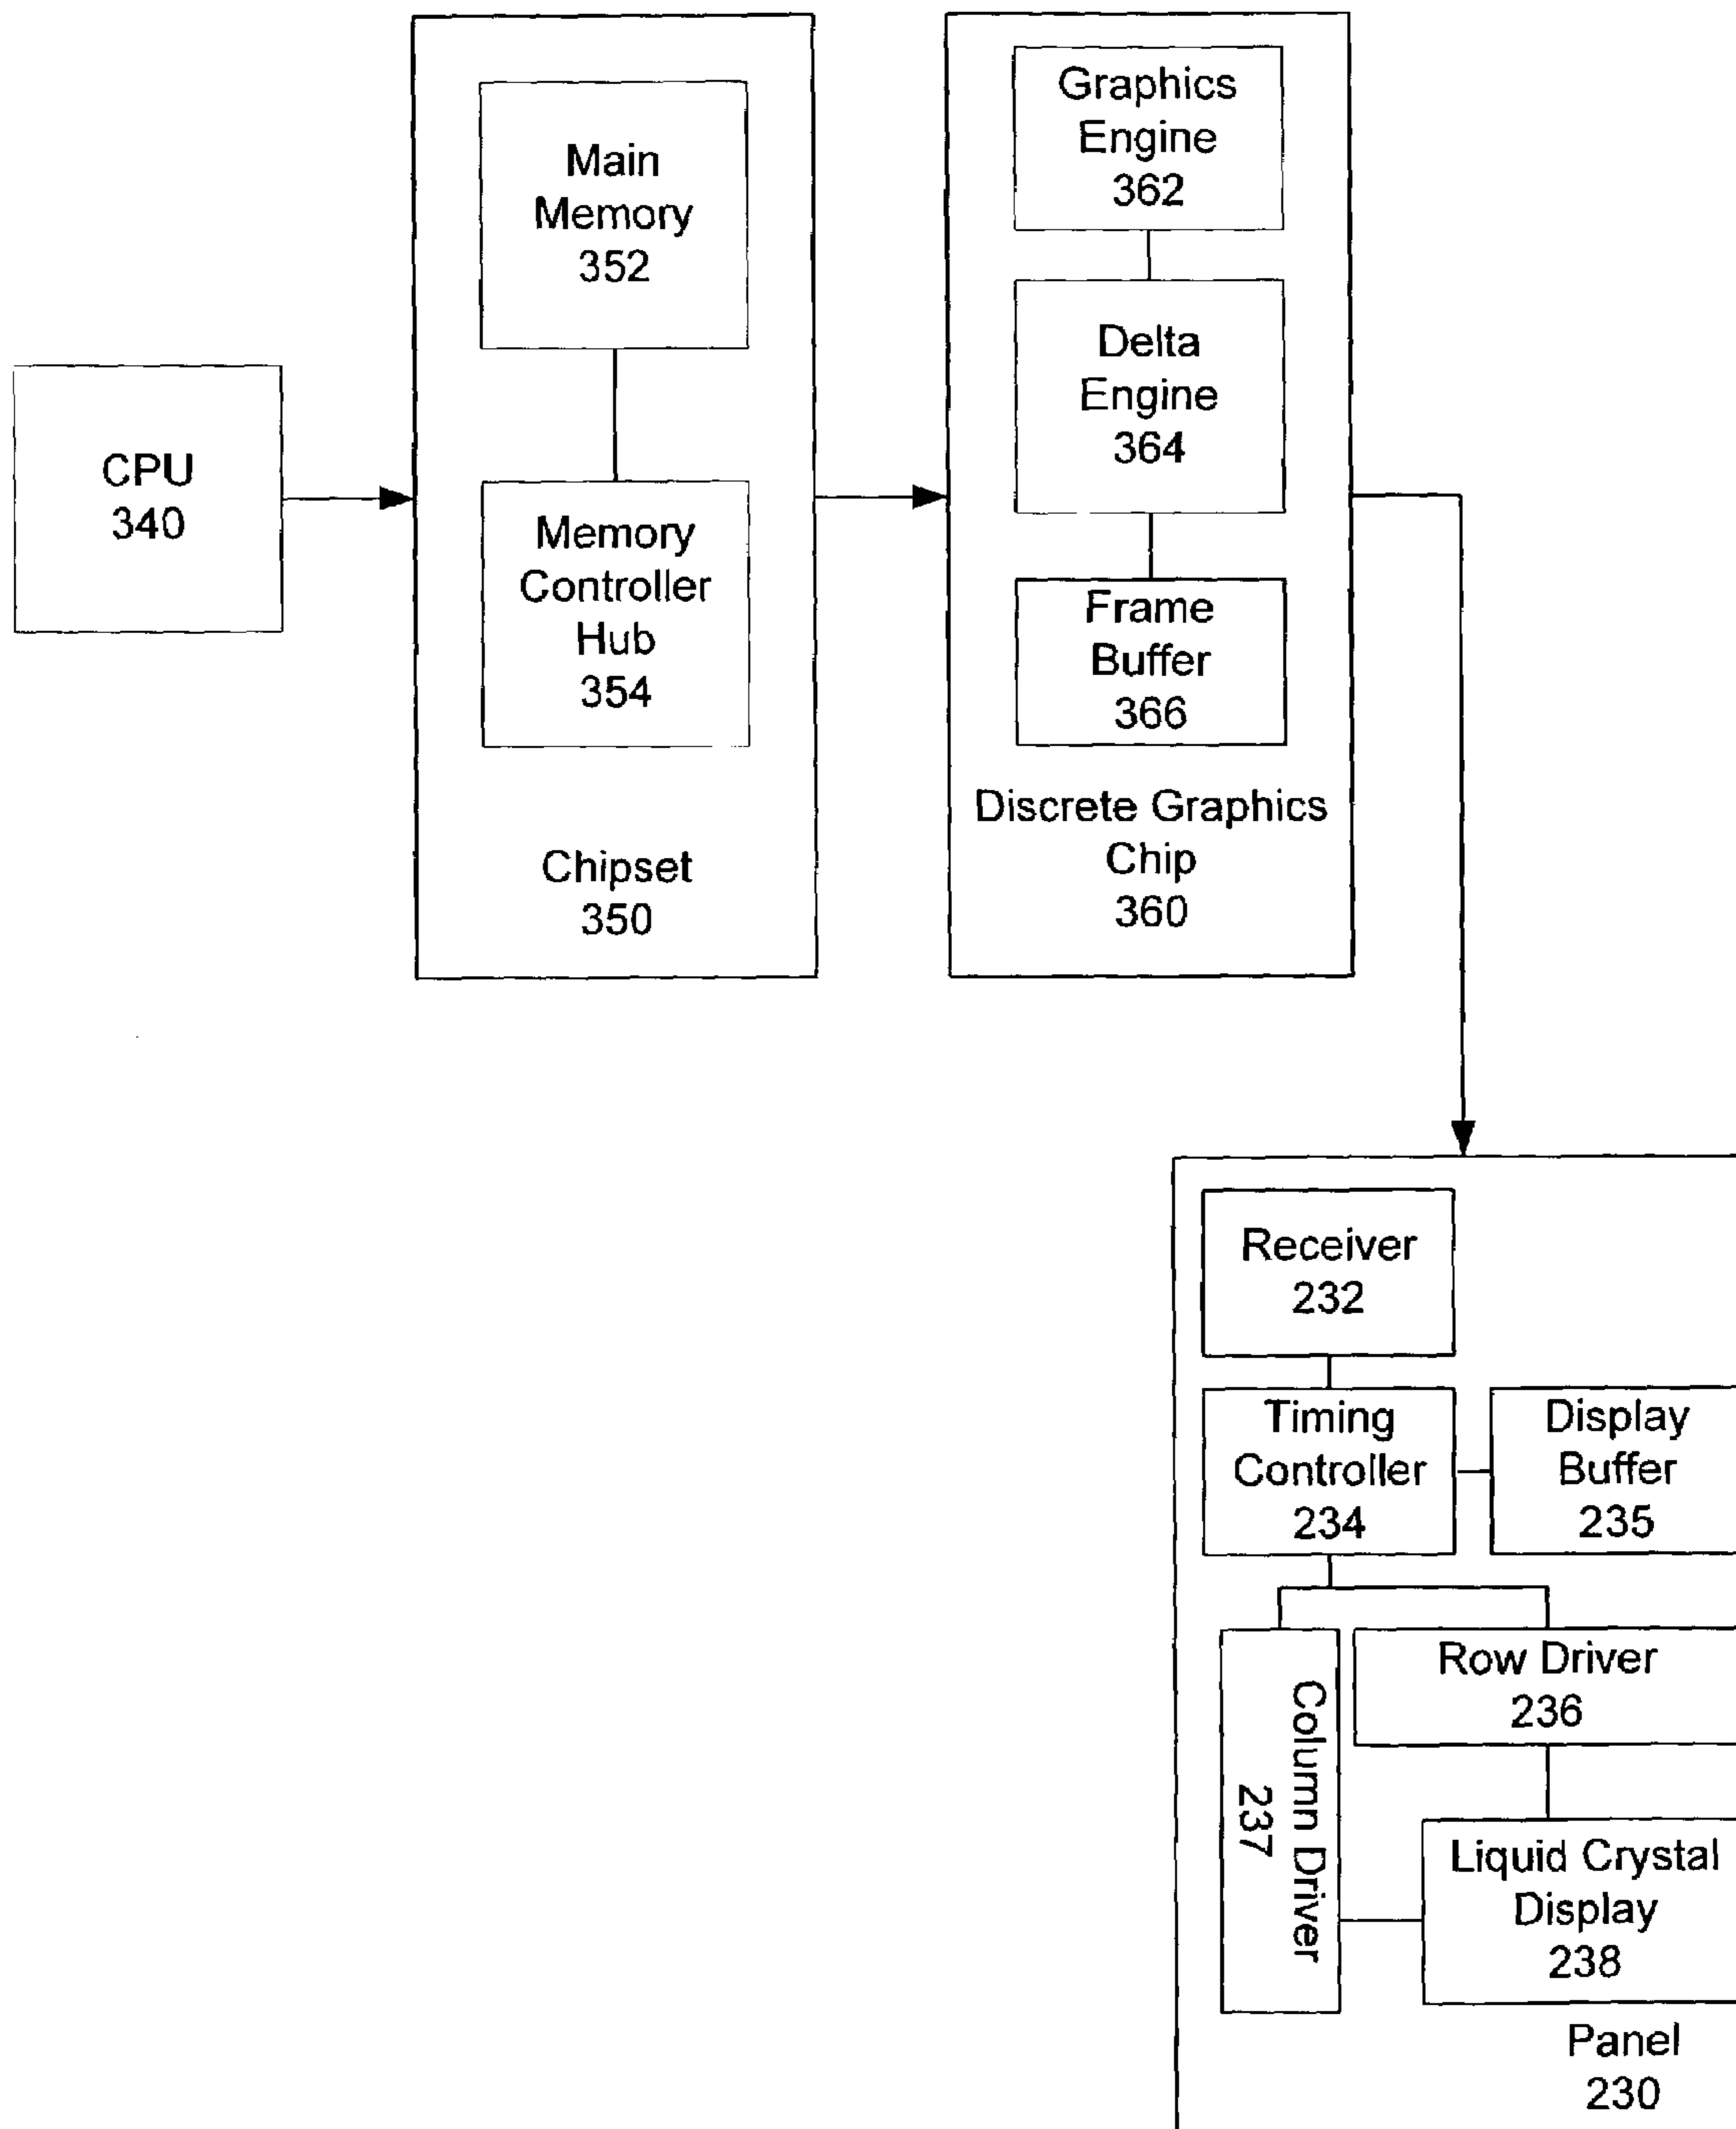 CPU
340
Main
Memory
352
Memory
Controller
Hub
354
Chipset
350
Graphics
Engine
362
Delta
Engine
364
Frame
Buffer
366
Discrete Graphics
Chip
360
Receiver
232
Timing
Controller
234
Display
Buffer
235
Column Driver
237
Row Driver
236
Liquid Crystal
Display
238
Panel
230